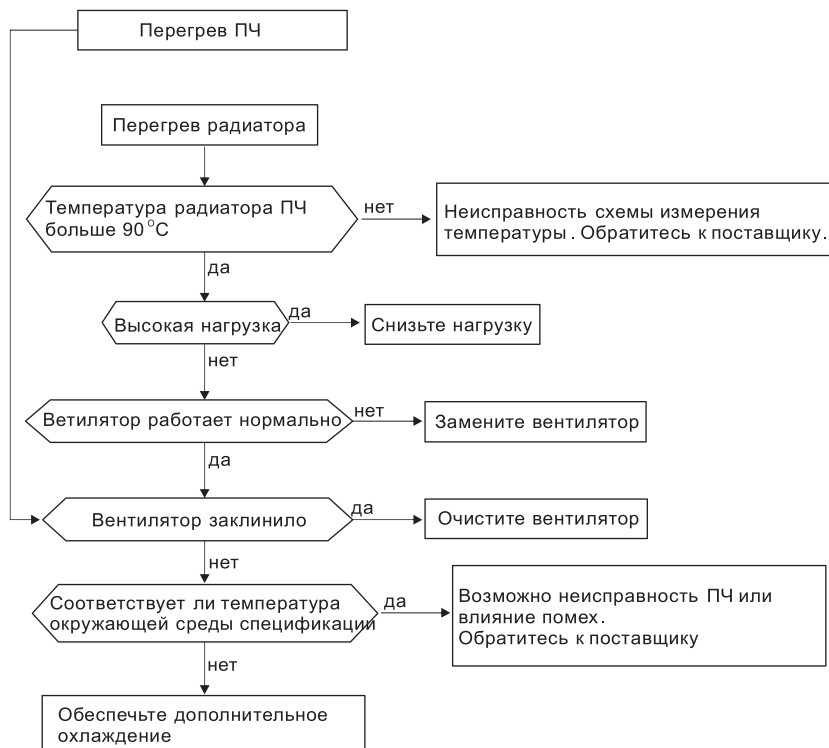 Перегрев ПЧ
Перегрев радиатора
Температура радиатора ПЧ
больше 90 °C
нет
Неисправность схемы измерения
температуры. Обратитесь к поставщику.
да
Высокая нагрузка
да
Снизьте нагрузку
нет
Ветилятор работает нормально
нет
Замените вентилятор
да
Вентилятор заклинило
да
Очистите вентилятор
нет
Соответствует ли температура
окружающей среды спецификации
да
Возможно неисправность ПЧ или
влияние помех.
Обратитесь к поставщику
нет
Обеспечьте дополнительное
охлаждение